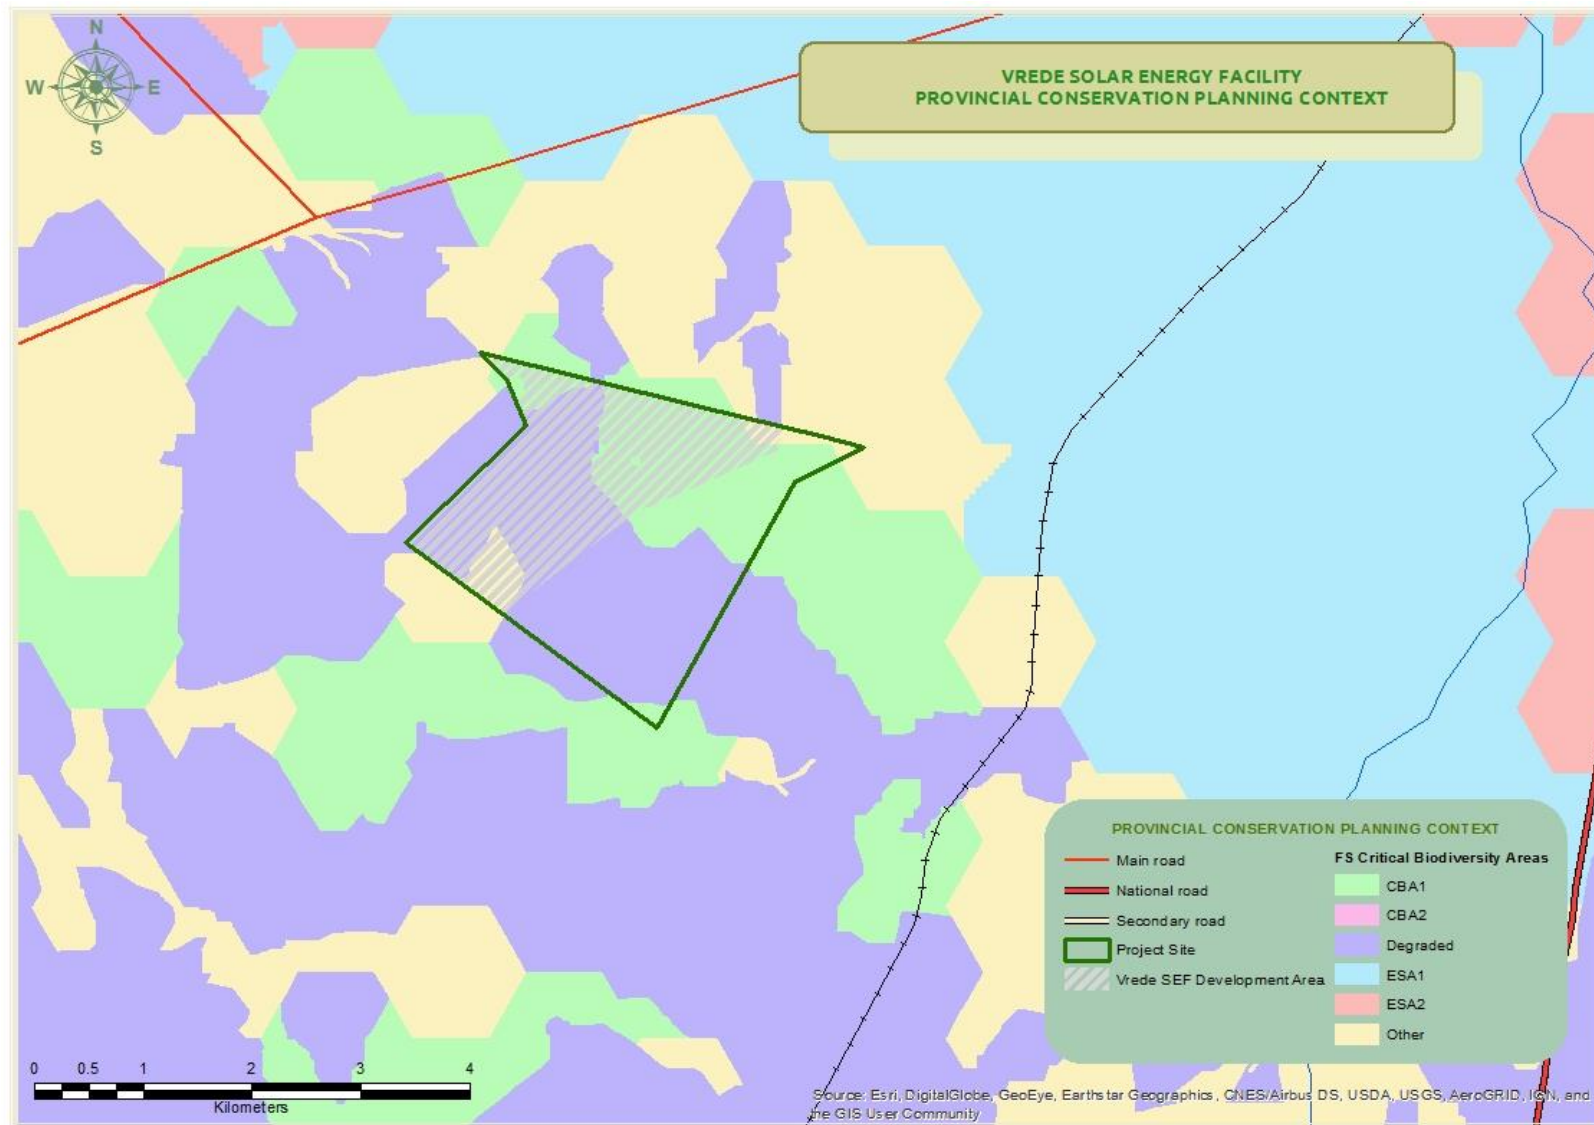 N
W E
S
VREDE SOLAR ENERGY FACILITY
PROVINCIAL CONSERVATION PLANNING CONTEXT
PROVINCIAL CONSERVATION PLANNING CONTEXT
Main road
National road
Secondary road
Project Site
Vrede SEF Development Area
FS Critical Biodiversity Areas
CBA1
CBA2
Degraded
ESA1
ESA2
Other
0 0.5 1 2 3 4
Kilometers
Source: Esri, DigitalGlobe, GeoEye, Earthstar Geographics, CNES/Airbus DS, USDA, USGS, AeroGRID, IGN, and
the GIS User Community